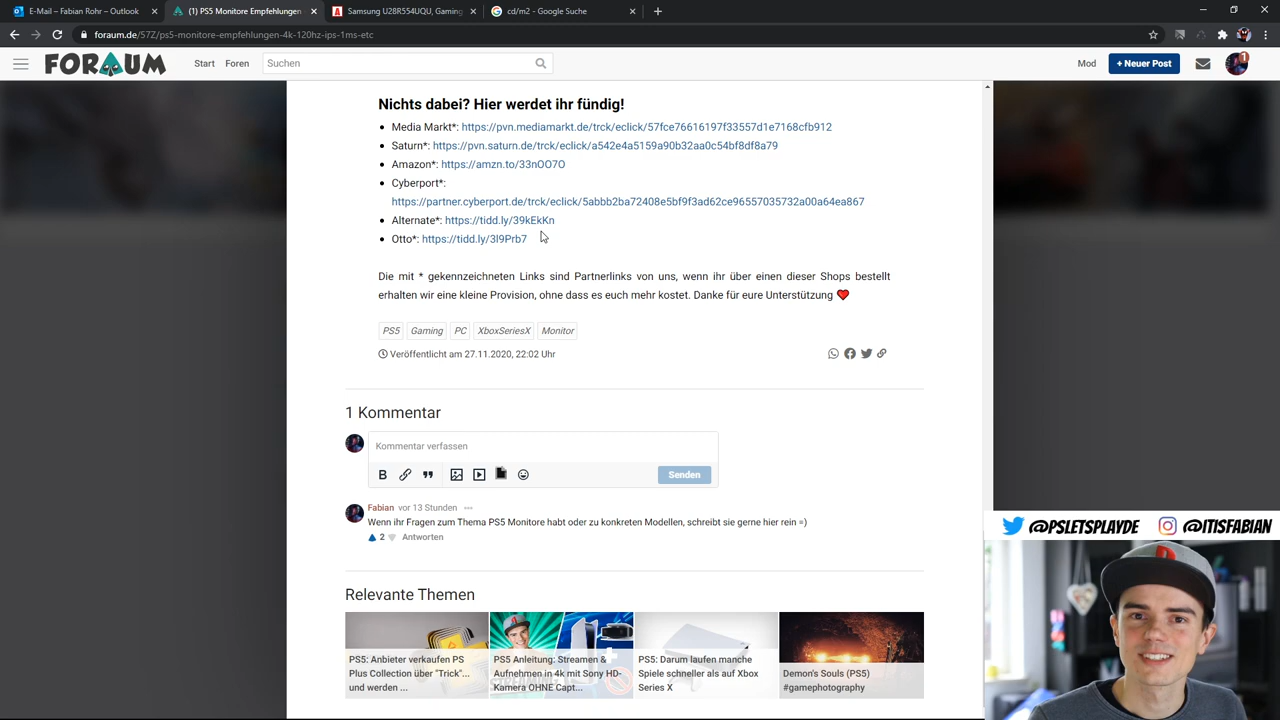 E-Mail – Fabian Rohr – Outlook
(1) PS5 Monitore Empfehlungen
Samsung U28R554UQU, Gaming
cd/m2 - Google Suche
foraum.de/57Z/ps5-monitore-empfehlungen-4k-120hz-ips-1ms-etc
FORAUM
Start
Foren
Suchen
Mod
+ Neuer Post
Nichts dabei? Hier werdet ihr fündig!
Media Markt*: https://pvn.mediamarkt.de/trck/eclick/57fce76616197f33557d1e7168cfb912
Saturn*: https://pvn.saturn.de/trck/eclick/a542e4a5159a90b32aa0c54bf8df8a79
Amazon*: https://amzn.to/33nOO7O
Cyberport*:
https://partner.cyberport.de/trck/eclick/5abbb2ba72408e5bf9f3ad62ce96557035732a00a64ea867
Alternate*: https://tidd.ly/39kEkKn
Otto*: https://tidd.ly/3l9Prb7
Die mit * gekennzeichneten Links sind Partnerlinks von uns, wenn ihr über einen dieser Shops bestellt
erhalten wir eine kleine Provision, ohne dass es euch mehr kostet. Danke für eure Unterstützung ❤
PS5 Gaming PC XboxSeriesX Monitor
Veröffentlicht am 27.11.2020, 22:02 Uhr
1 Kommentar
Kommentar verfassen
B
Senden
Fabian vor 13 Stunden
Wenn ihr Fragen zum Thema PS5 Monitore habt oder zu konkreten Modellen, schreibt sie gerne hier rein =)
2 Antworten
@PSLETSPLAYDE
@ITISFABIAN
Relevante Themen
PS5: Anbieter verkaufen PS
Plus Collection über "Trick"...
und werden ...
PS5 Anleitung: Streamen &
Aufnehmen in 4k mit Sony HD-
Kamera OHNE Capt...
PS5: Darum laufen manche
Spiele schneller als auf Xbox
Series X
Demon's Souls (PS5)
#gamephotography